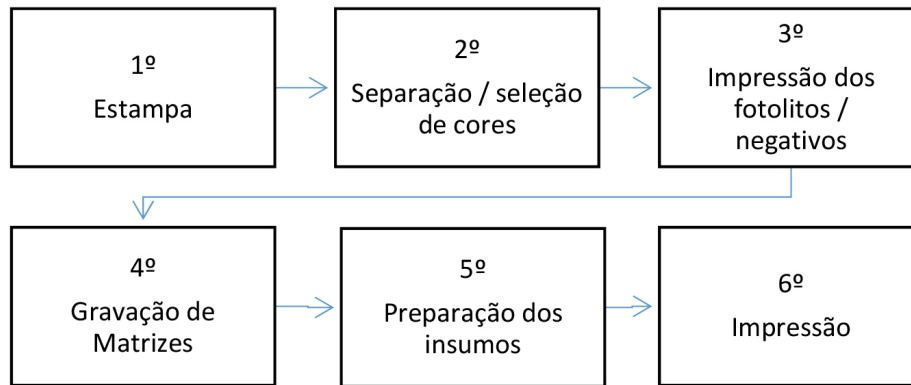 1º
Estampa
2º
Separação / seleção
de cores
3º
Impressão dos
fotolitos /
negativos
4º
Gravação de
Matrizes
5º
Preparação dos
insumos
6º
Impressão